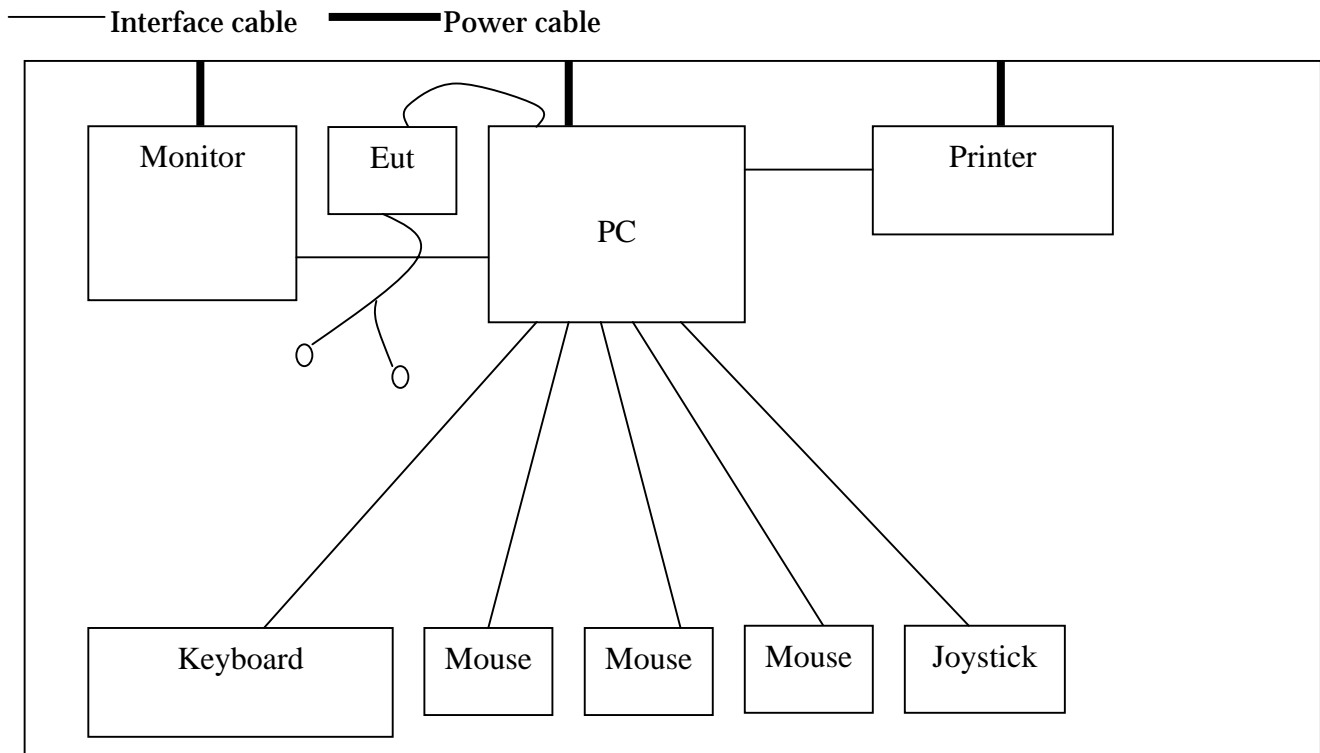 Interface cable Power cable
Monitor Eut Printer
PC
Keyboard Mouse Mouse Mouse Joystick